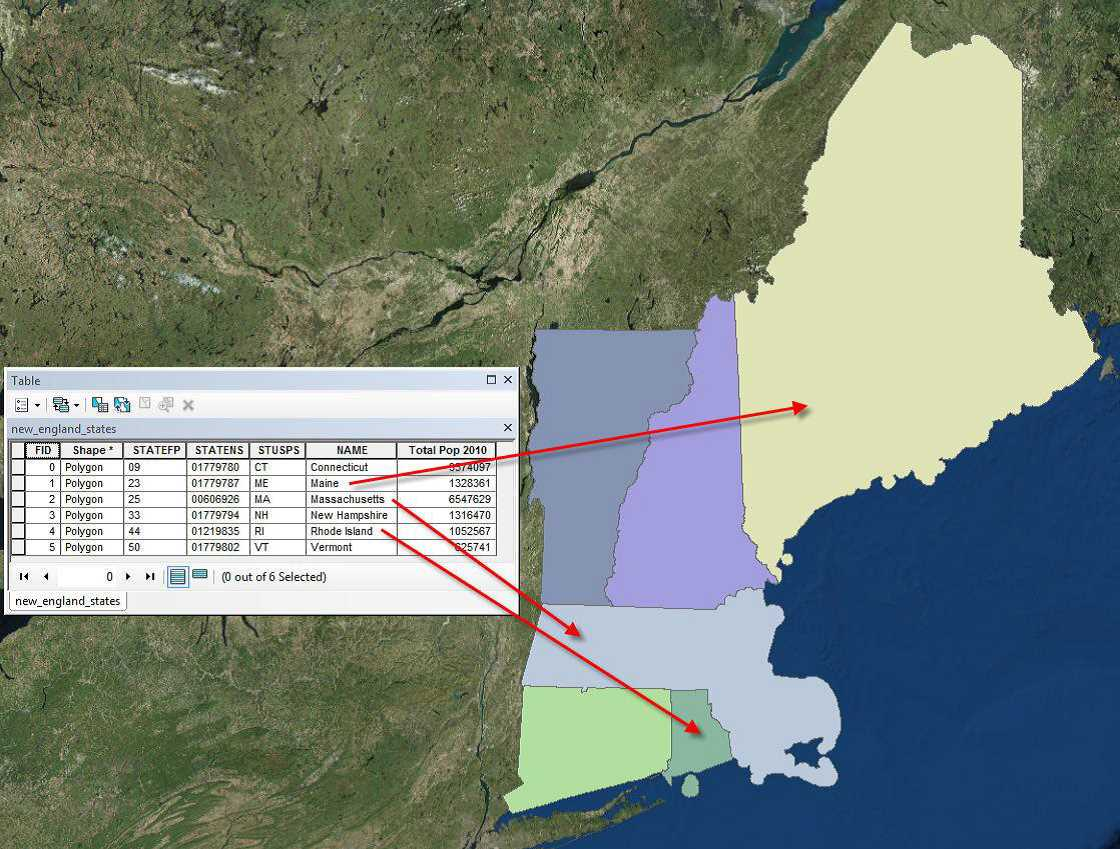 Table
new_england_states
FID Shape * STATEFP STATENS STUSPS NAME Total Pop 2010
0 Polygon 09 01779780 CT Connecticut 3574097
1 Polygon 23 01779787 ME Maine 1328361
2 Polygon 25 00606926 MA Massachusetts 6547629
3 Polygon 33 01779794 NH New Hampshire 1316470
4 Polygon 44 01219835 RI Rhode Island 1052567
5 Polygon 50 01779802 VT Vermont 625741
0 (0 out of 6 Selected)
new_england_states